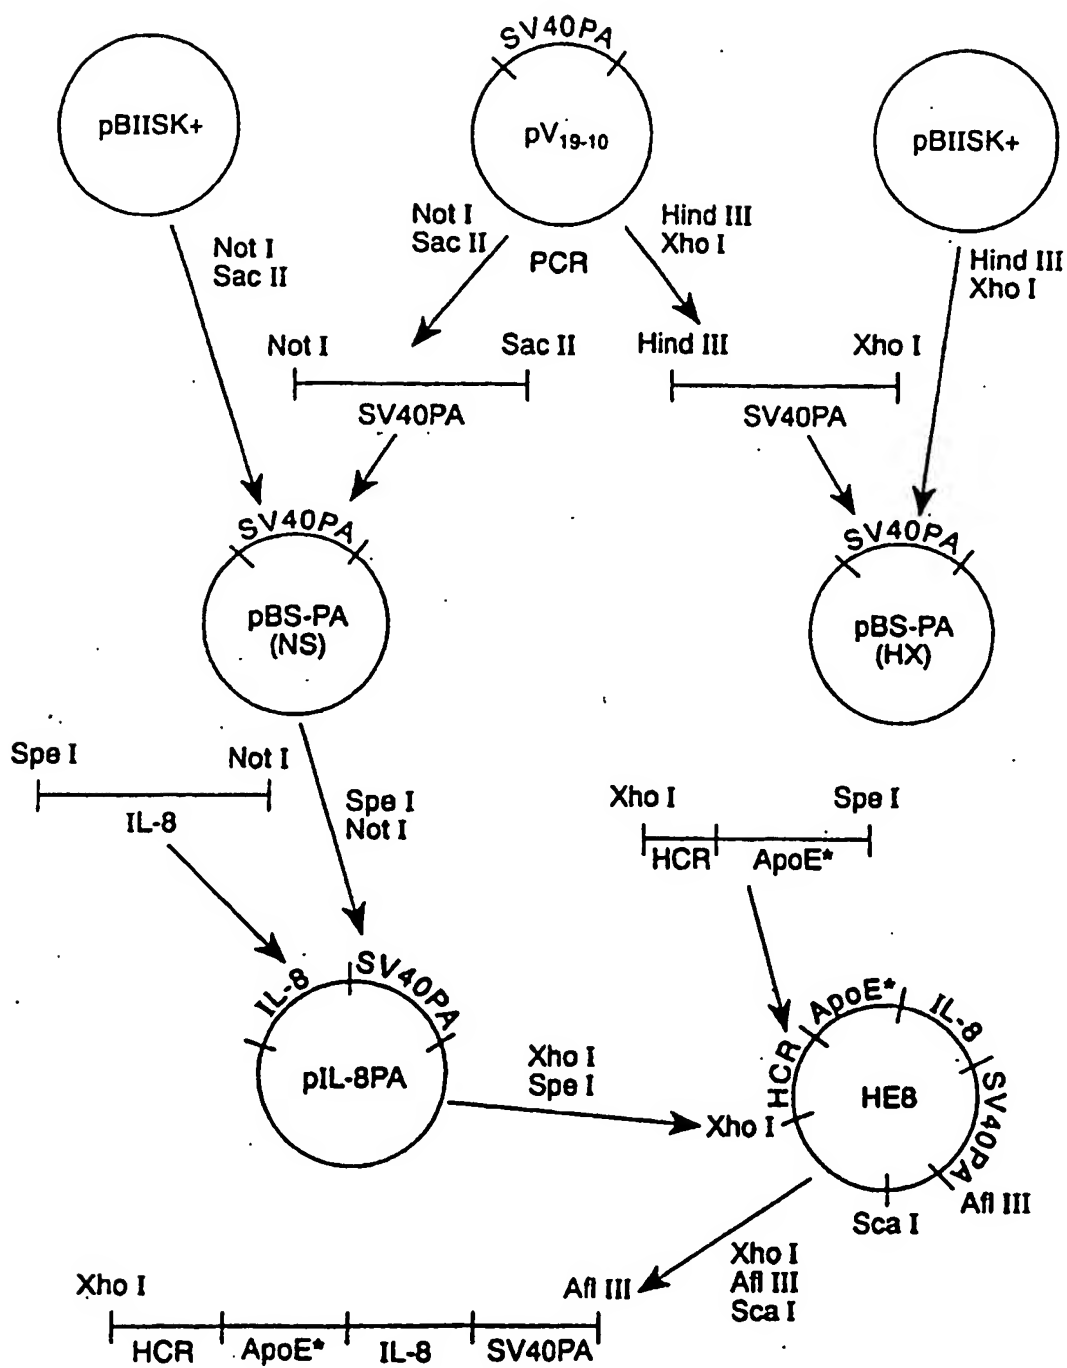 SV40PA
pBIISK+
pV19-10
pBIISK+
Not I
Sac II
Hind III
Xho I
PCR
Not I
Sac II
Hind III
Xho I
Not I
Sac II
Hind III
Xho I
SV40PA
SV40PA
SV40PA
SV40PA
pBS-PA
(NS)
pBS-PA
(HX)
Spe I
Not I
IL-8
Spe I
Not I
Xho I
Spe I
HCR
ApoE*
IL-8
SV40PA
pIL-8PA
Xho I
Spe I
HCR
ApoE*
IL-8
SV40PA
HE8
Xho I
Sca I
Afl III
Xho I
Afl III
Sca I
Xho I
Afl III
HCR
ApoE*
IL-8
SV40PA